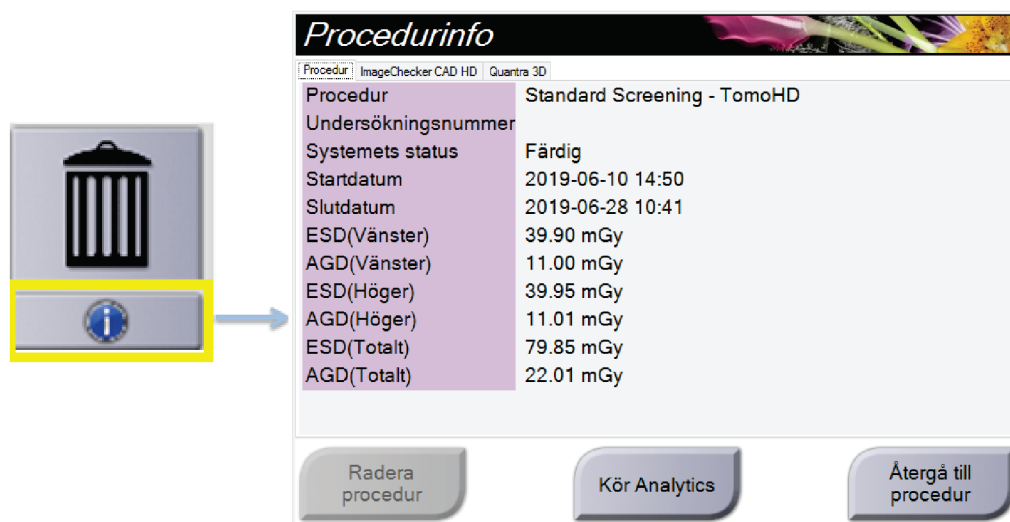 Procedurinfo
Procedur ImageChecker CAD HD Quantra 3D
Procedur Standard Screening - TomoHD
Undersökningsnummer
Systemets status Färdig
Startdatum 2019-06-10 14:50
Slutdatum 2019-06-28 10:41
ESD(Vänster) 39.90 mGy
AGD(Vänster) 11.00 mGy
ESD(Höger) 39.95 mGy
AGD(Höger) 11.01 mGy
ESD(Totalt) 79.85 mGy
AGD(Totalt) 22.01 mGy
Radera
procedur
Kör Analytics
Återgå till
procedur